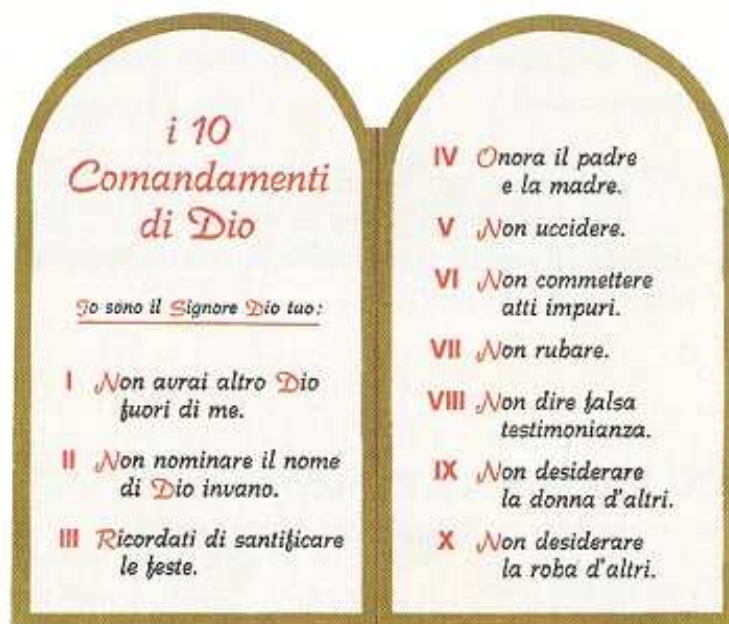 i 10
Comandamenti
di Dio
Io sono il Signore Dio tuo:
I Non avrai altro Dio
fuori di me.
II Non nominare il nome
di Dio invano.
III Ricordati di santificare
le feste.
IV Onora il padre
e la madre.
V Non uccidere.
VI Non commettere
atti impuri.
VII Non rubare.
VIII Non dire falsa
testimonianza.
IX Non desiderare
la donna d'altri.
X Non desiderare
la roba d'altri.